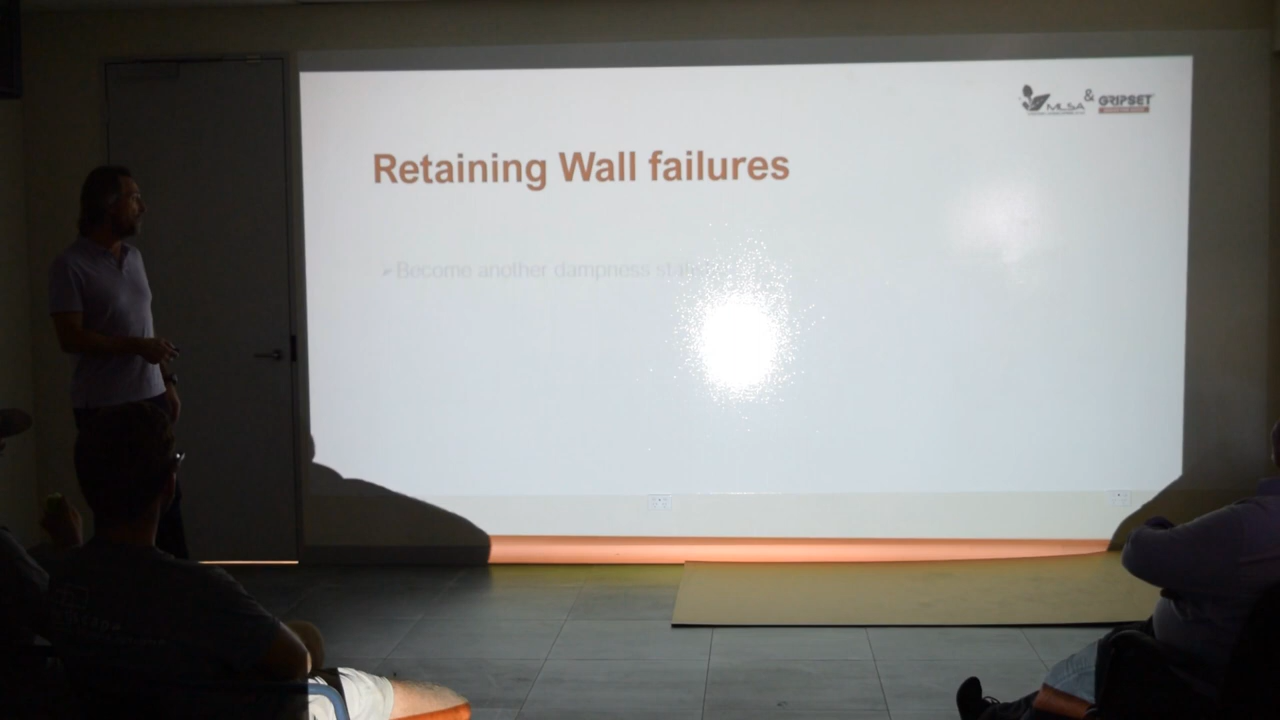 MLSA & GRIPSET
Retaining Wall failures
➢Become another dampness